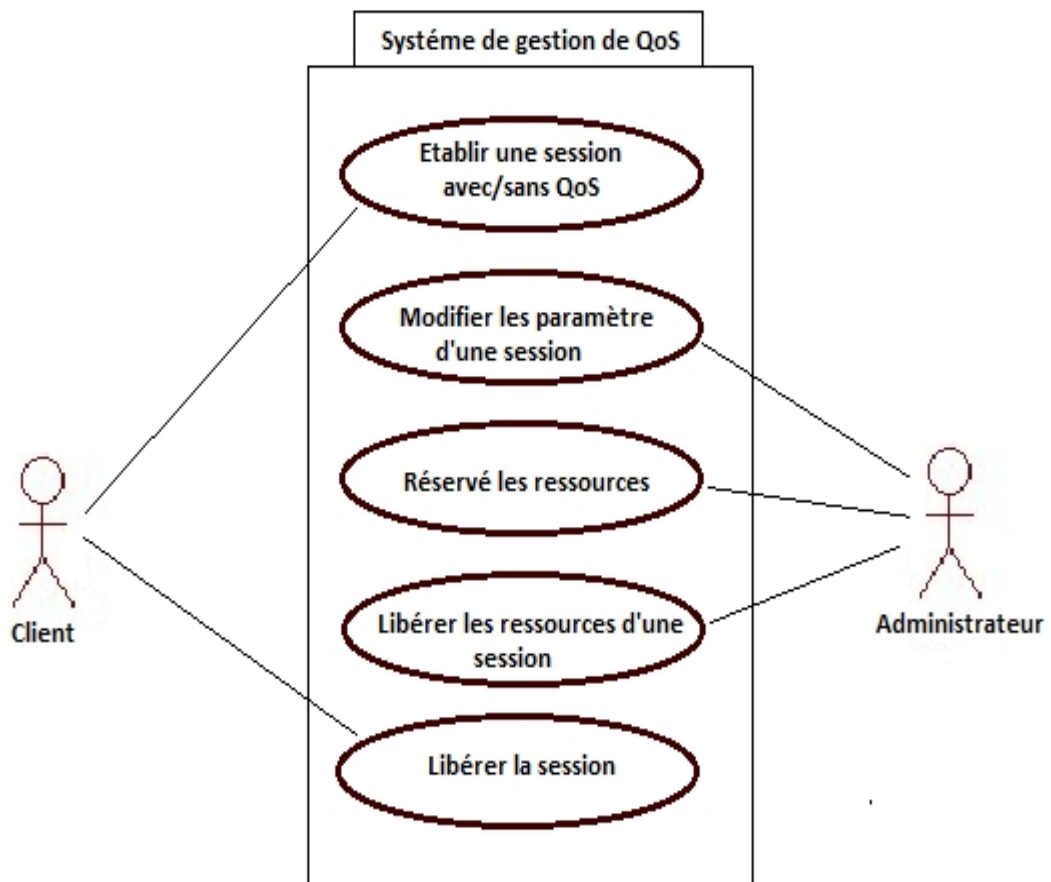 Systéme de gestion de QoS
Etablir une session
avec/sans QoS
Modifier les paramètre
d'une session
Réservé les ressources
Libérer les ressources d'une
session
Libérer la session
Client
Administrateur